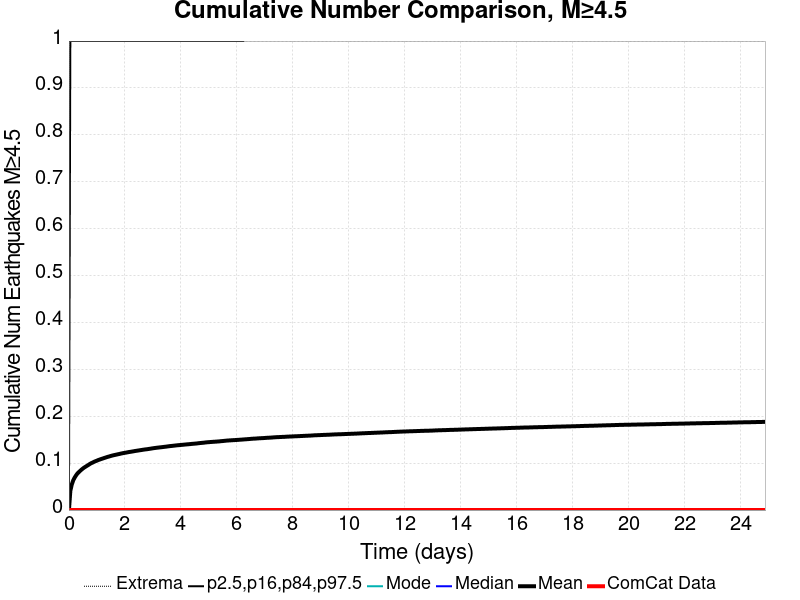 Cumulative Number Comparison, M≥4.5
Cumulative Num Earthquakes M≥4.5
1
0.9
0.8
0.7
0.6
0.5
0.4
0.3
0.2
0.1
0
0 2 4 6 8 10 12 14 16 18 20 22 24
Time (days)
Extrema p2.5,p16,p84,p97.5 Mode Median Mean ComCat Data